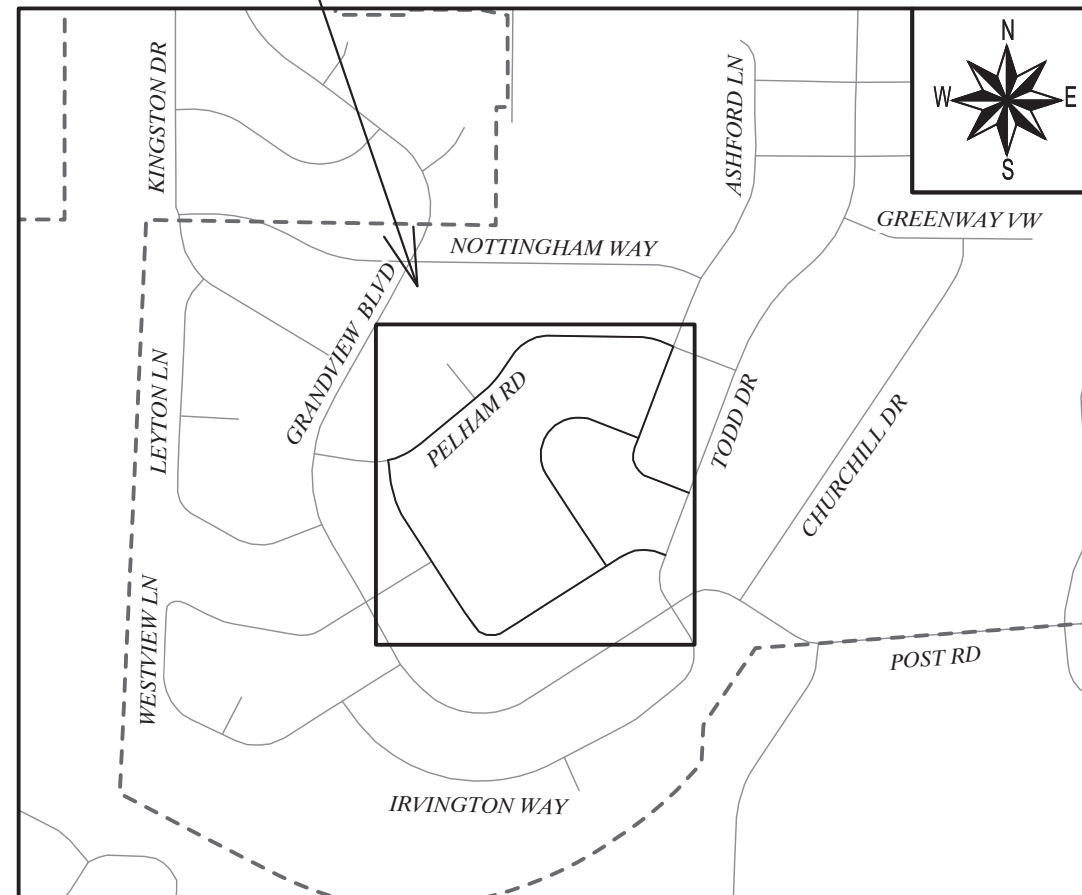 N
W E
S
KINGSTON DR
ASHFORD LN
GREENWAY VW
NOTTINGHAM WAY
GRANDVIEW BLVD
LEYTON LN
PELHAM RD
TODD DR
CHURCHILL DR
WESTVIEW LN
POST RD
IRVINGTON WAY